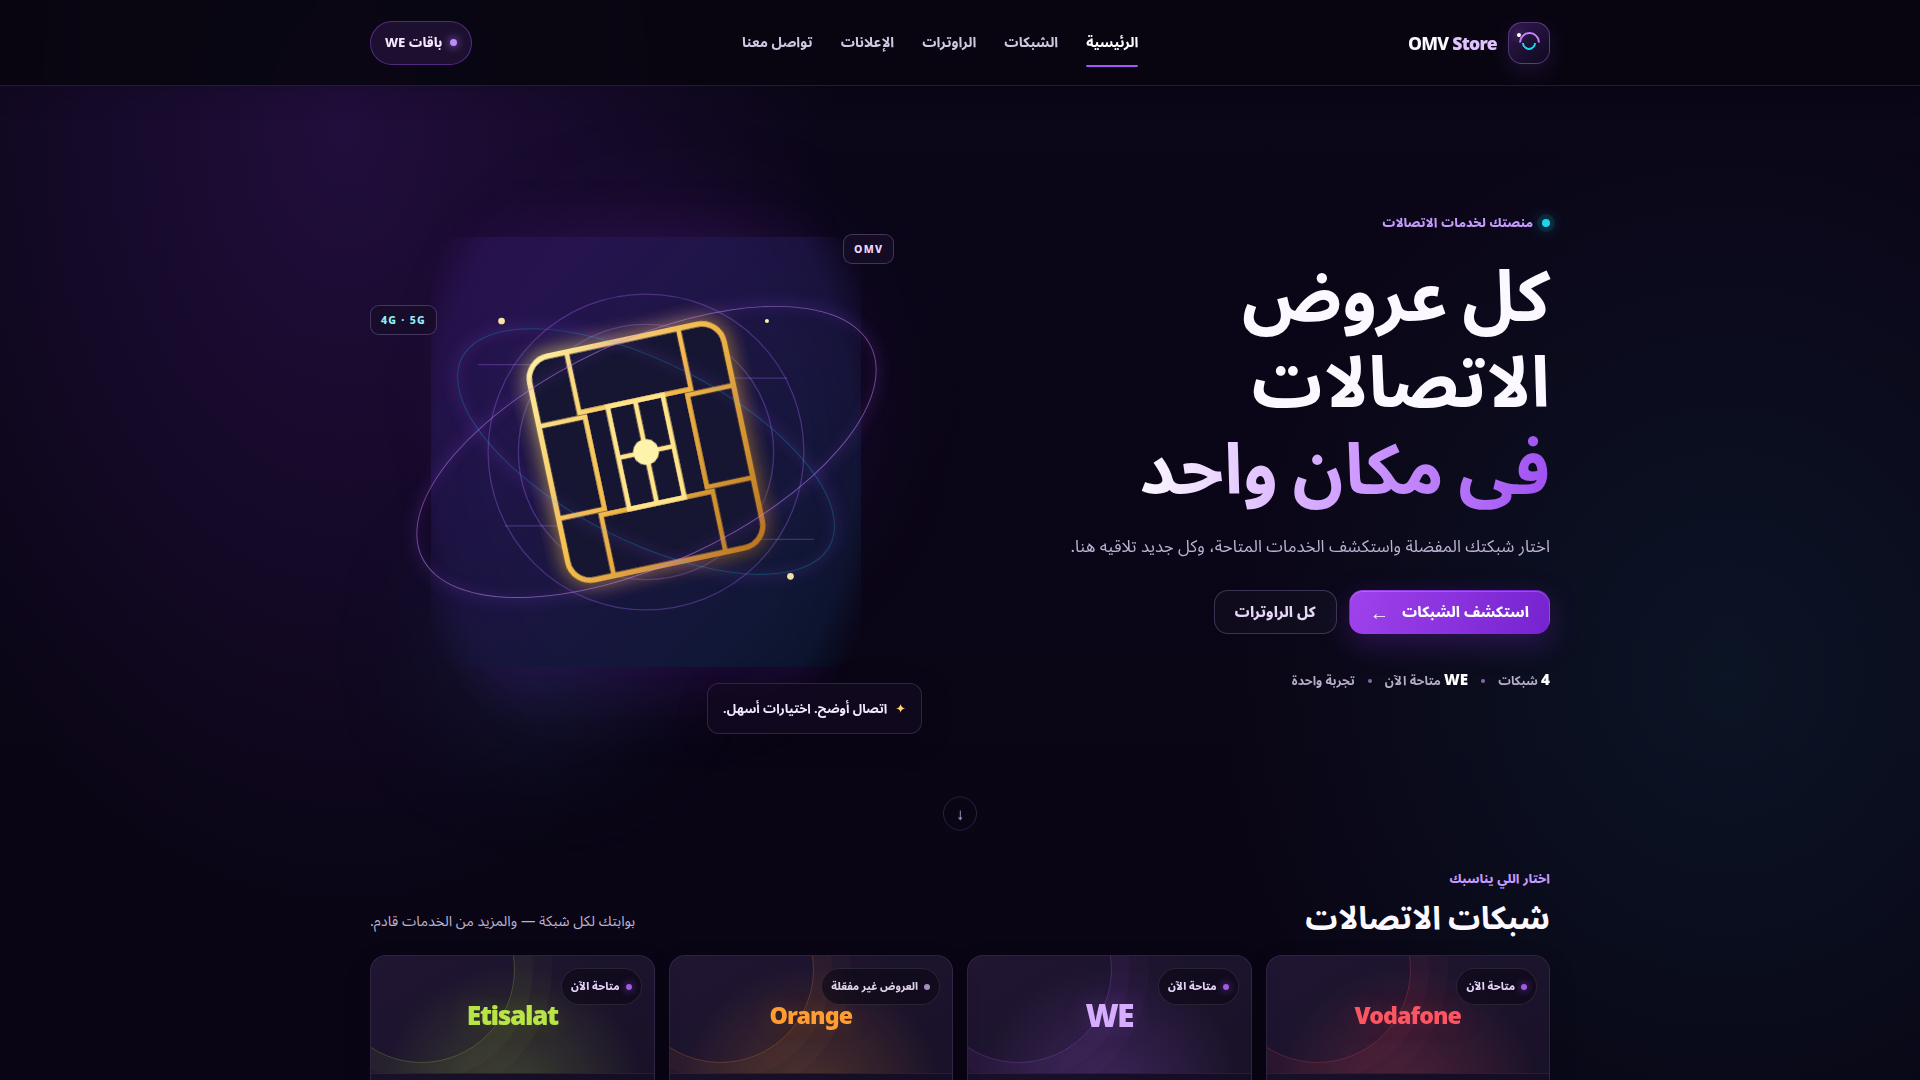 OMV Store
الرئيسية
الشبكات
الراوترات
الإعلانات
تواصل معنا
باقات WE
منصتك لخدمات الاتصالات
كل عروض
الاتصالات
في مكان واحد
اختار شبكتك المفضلة واستكشف الخدمات المتاحة، وكل جديد تلاقيه هنا.
استكشف الشبكات ←
كل الراوترات
4 شبكات • WE متاحة الآن • تجربة واحدة
OMV
4G · 5G
✦ اتصال أوضح. اختيارات أسهل.
↓
اختار اللي يناسبك
شبكات الاتصالات
بوابتك لكل شبكة — والمزيد من الخدمات قادم.
متاحة الآن
Vodafone
متاحة الآن
WE
العروض غير مفعّلة
Orange
متاحة الآن
Etisalat